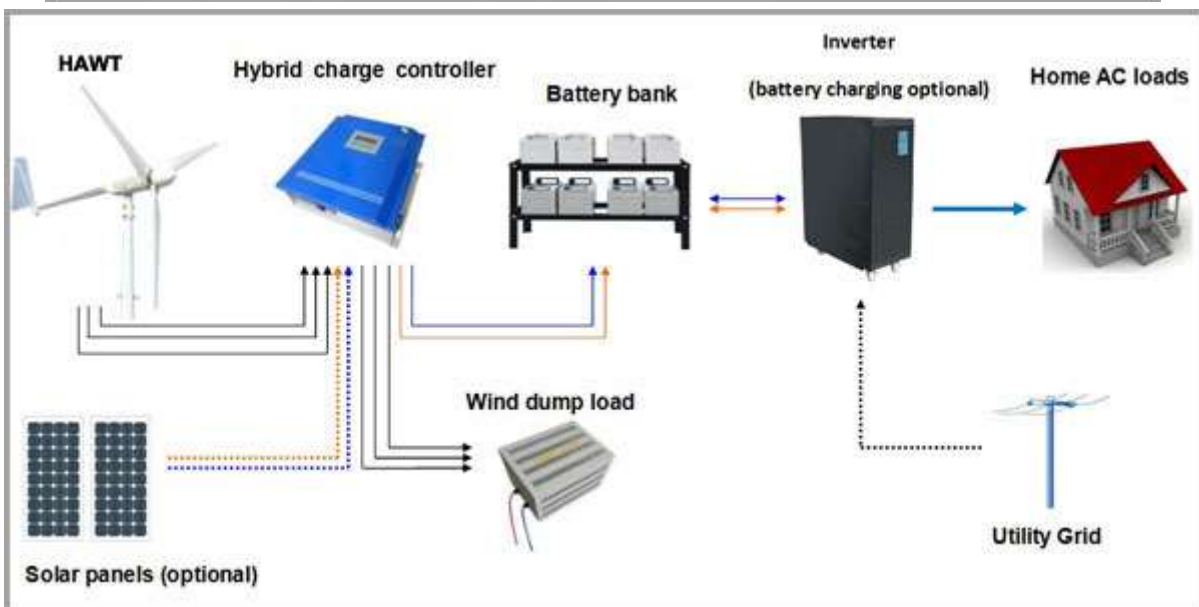 HAWT
Hybrid charge controller
Battery bank
Inverter
(battery charging optional)
Home AC loads
Wind dump load
Solar panels (optional)
Utility Grid